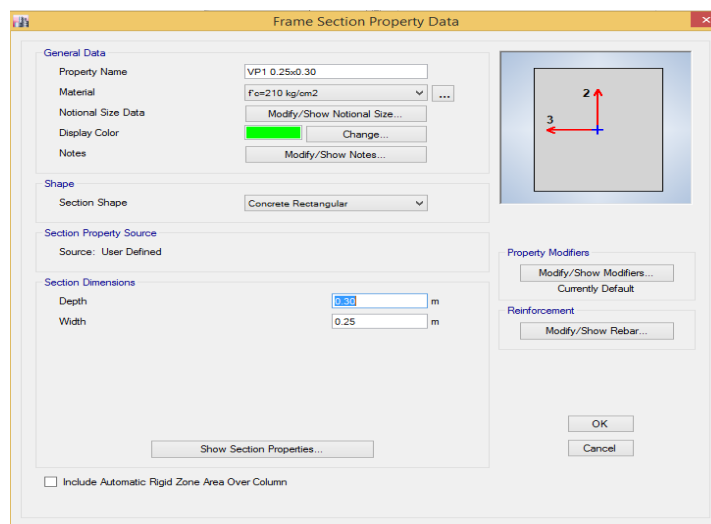 Frame Section Property Data
General Data
Property Name VP1 0.25x0.30
Material f'c=210 kg/cm2 ...
Notional Size Data Modify/Show Notional Size...
Display Color Change...
Notes Modify/Show Notes...
2
3
Shape
Section Shape Concrete Rectangular
Section Property Source
Source: User Defined
Section Dimensions
Depth 0.30 m
Width 0.25 m
Show Section Properties...
Include Automatic Rigid Zone Area Over Column
Property Modifiers
Modify/Show Modifiers...
Currently Default
Reinforcement
Modify/Show Rebar...
OK
Cancel